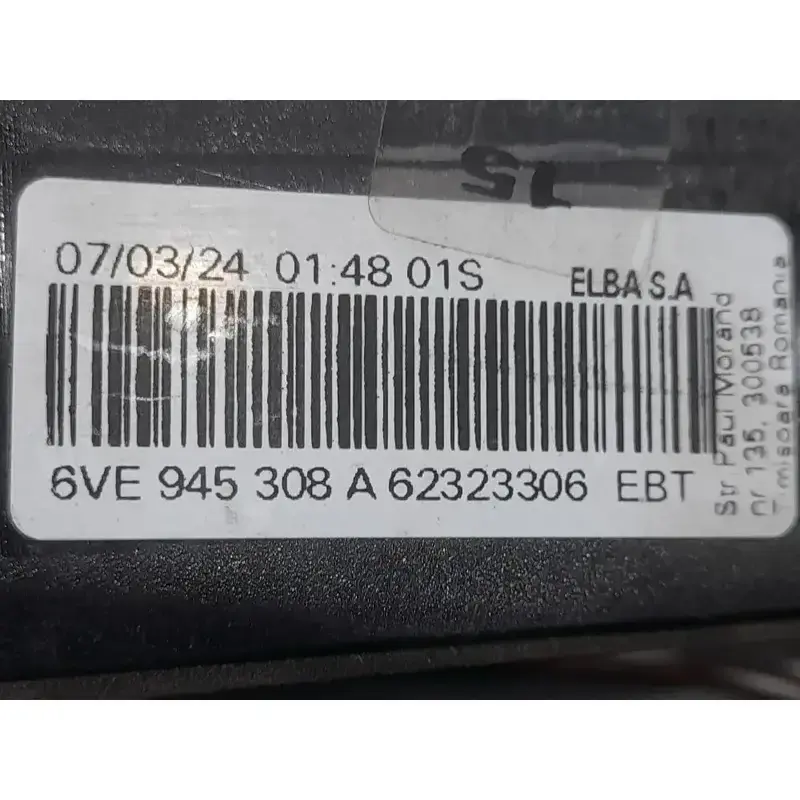 SL
07/03/24 01:48 01S ELBA S.A
6VE 945 308 A 62323306 EBT
Str Paul Morand
nr 135, 300538
Timisoara Romania